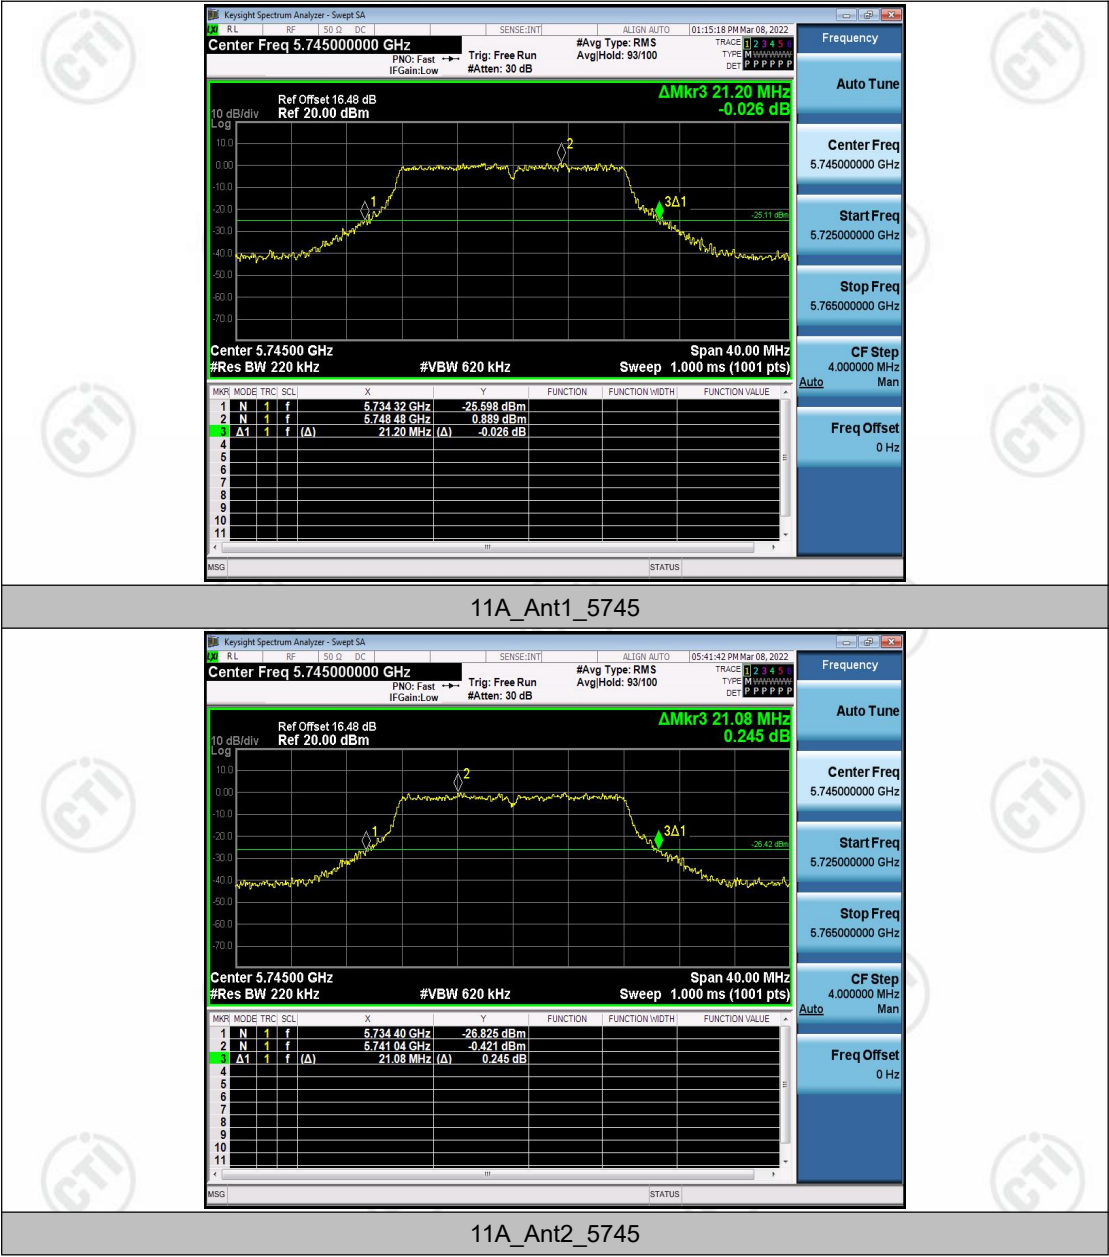 Keysight Spectrum Analyzer - Swept SA
LXI RL RF 50 Ω DC SENSE:INT ALIGN AUTO 01:15:18 PM Mar 08, 2022
Center Freq 5.745000000 GHz
#Avg Type: RMS
TRACE 1 2 3 4 5 6
PNO: Fast
Trig: Free Run
Avg|Hold: 93/100
TYPE M WWWWW
IFGain:Low
#Atten: 30 dB
DET P P P P P P
ΔMkr3 21.20 MHz
-0.026 dB
Ref Offset 16.48 dB
10 dB/div Ref 20.00 dBm
Log
10.0
0.00
-10.0
-20.0
-30.0
-40.0
-50.0
-60.0
-70.0
1
2
3Δ1
-25.11 dBm
Center 5.74500 GHz Span 40.00 MHz
#Res BW 220 kHz #VBW 620 kHz Sweep 1.000 ms (1001 pts)
MKR MODE TRC SCL X Y FUNCTION FUNCTION WIDTH FUNCTION VALUE
1 N 1 f 5.734 32 GHz -25.598 dBm
2 N 1 f 5.748 48 GHz 0.889 dBm
3 Δ1 1 f (Δ) 21.20 MHz (Δ) -0.026 dB
4
5
6
7
8
9
10
11
MSG STATUS
Frequency
Auto Tune
Center Freq
5.745000000 GHz
Start Freq
5.725000000 GHz
Stop Freq
5.765000000 GHz
CF Step
4.000000 MHz
Auto Man
Freq Offset
0 Hz
11A_Ant1_5745
Keysight Spectrum Analyzer - Swept SA
LXI RL RF 50 Ω DC SENSE:INT ALIGN AUTO 05:41:42 PM Mar 08, 2022
Center Freq 5.745000000 GHz
#Avg Type: RMS
TRACE 1 2 3 4 5 6
PNO: Fast
Trig: Free Run
Avg|Hold: 93/100
TYPE M WWWWW
IFGain:Low
#Atten: 30 dB
DET P P P P P P
ΔMkr3 21.08 MHz
0.245 dB
Ref Offset 16.48 dB
10 dB/div Ref 20.00 dBm
Log
10.0
0.00
-10.0
-20.0
-30.0
-40.0
-50.0
-60.0
-70.0
1
2
3Δ1
-26.42 dBm
Center 5.74500 GHz Span 40.00 MHz
#Res BW 220 kHz #VBW 620 kHz Sweep 1.000 ms (1001 pts)
MKR MODE TRC SCL X Y FUNCTION FUNCTION WIDTH FUNCTION VALUE
1 N 1 f 5.734 40 GHz -26.825 dBm
2 N 1 f 5.741 04 GHz -0.421 dBm
3 Δ1 1 f (Δ) 21.08 MHz (Δ) 0.245 dB
4
5
6
7
8
9
10
11
MSG STATUS
Frequency
Auto Tune
Center Freq
5.745000000 GHz
Start Freq
5.725000000 GHz
Stop Freq
5.765000000 GHz
CF Step
4.000000 MHz
Auto Man
Freq Offset
0 Hz
11A_Ant2_5745
CTI
CTI
CTI
CTI
CTI
CTI
CTI
CTI